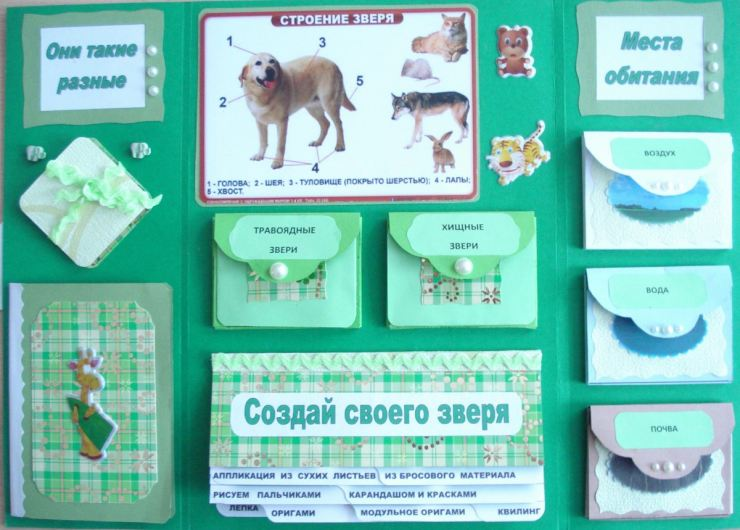 Они такие
разные
СТРОЕНИЕ ЗВЕРЯ
1
3
5
2
4
1 - ГОЛОВА; 2 - ШЕЯ; 3 - ТУЛОВИЩЕ (ПОКРЫТО ШЕРСТЬЮ); 4 - ЛАПЫ;
5 - ХВОСТ.
Места
обитания
ТРАВОЯДНЫЕ
ЗВЕРИ
ХИЩНЫЕ
ЗВЕРИ
ВОЗДУХ
ВОДА
ПОЧВА
Создай своего зверя
АППЛИКАЦИЯ ИЗ СУХИХ ЛИСТЬЕВ
ИЗ БРОСОВОГО МАТЕРИАЛА
РИСУЕМ ПАЛЬЧИКАМИ
КАРАНДАШОМ И КРАСКАМИ
ЛЕПКА
ОРИГАМИ
МОДУЛЬНОЕ ОРИГАМИ
КВИЛИНГ